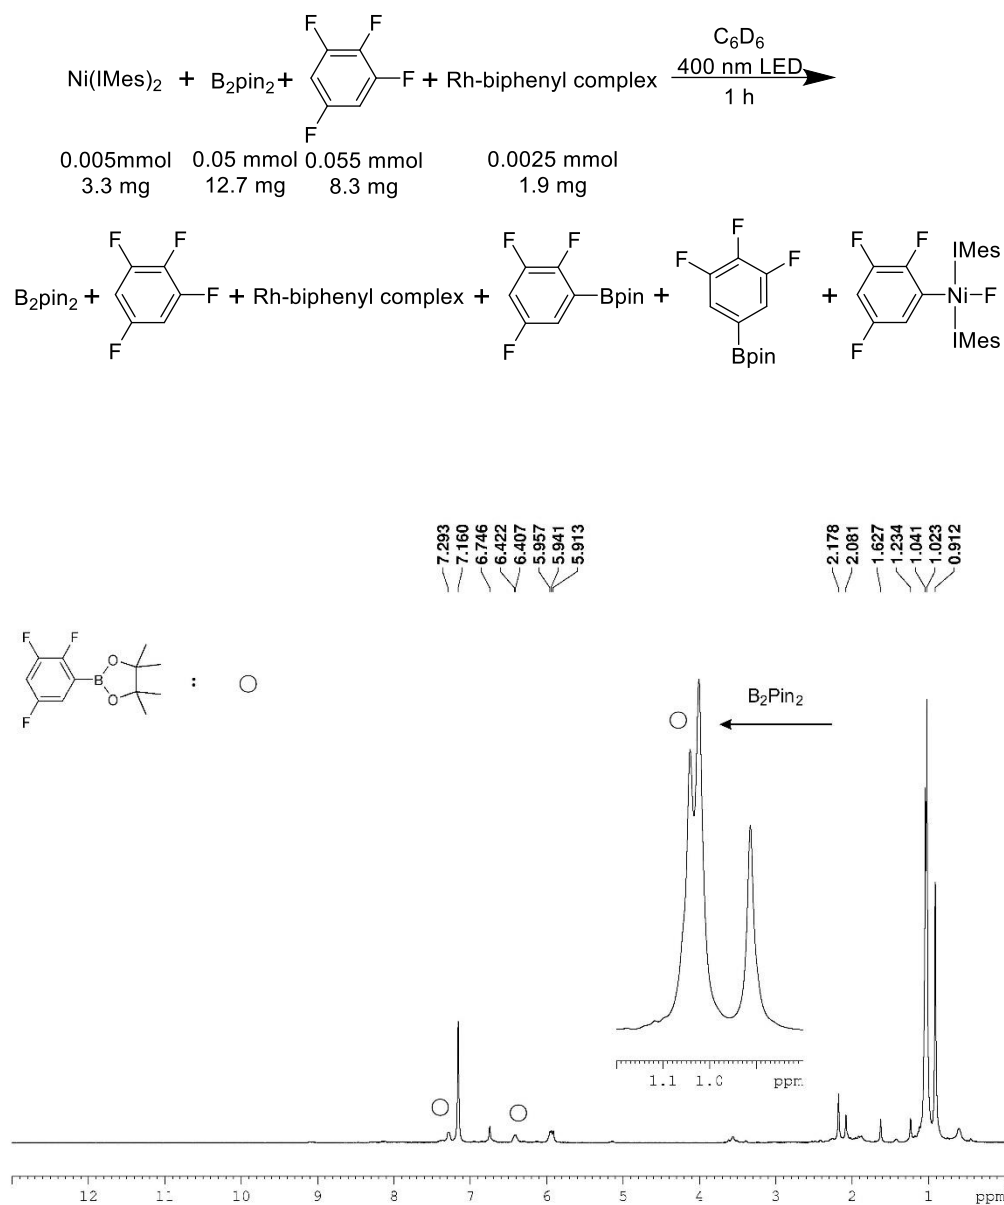 F F
C6D6
Ni(IMes)2 + B2pin2 + F + Rh-biphenyl complex 400 nm LED
F 1 h
0.005mmol 0.05 mmol 0.055 mmol 0.0025 mmol
3.3 mg 12.7 mg 8.3 mg 1.9 mg
F F F F F F F F IMes
B2pin2 + F + Rh-biphenyl complex + Bpin + + Ni F
F F Bpin F IMes
7.293
7.160
6.746
6.422
6.407
5.957
5.941
5.913
2.178
2.081
1.627
1.234
1.041
1.023
0.912
F F O
B :
F O
B2Pin2
1.1 1.0 ppm
12 11 10 9 8 7 6 5 4 3 2 1 ppm